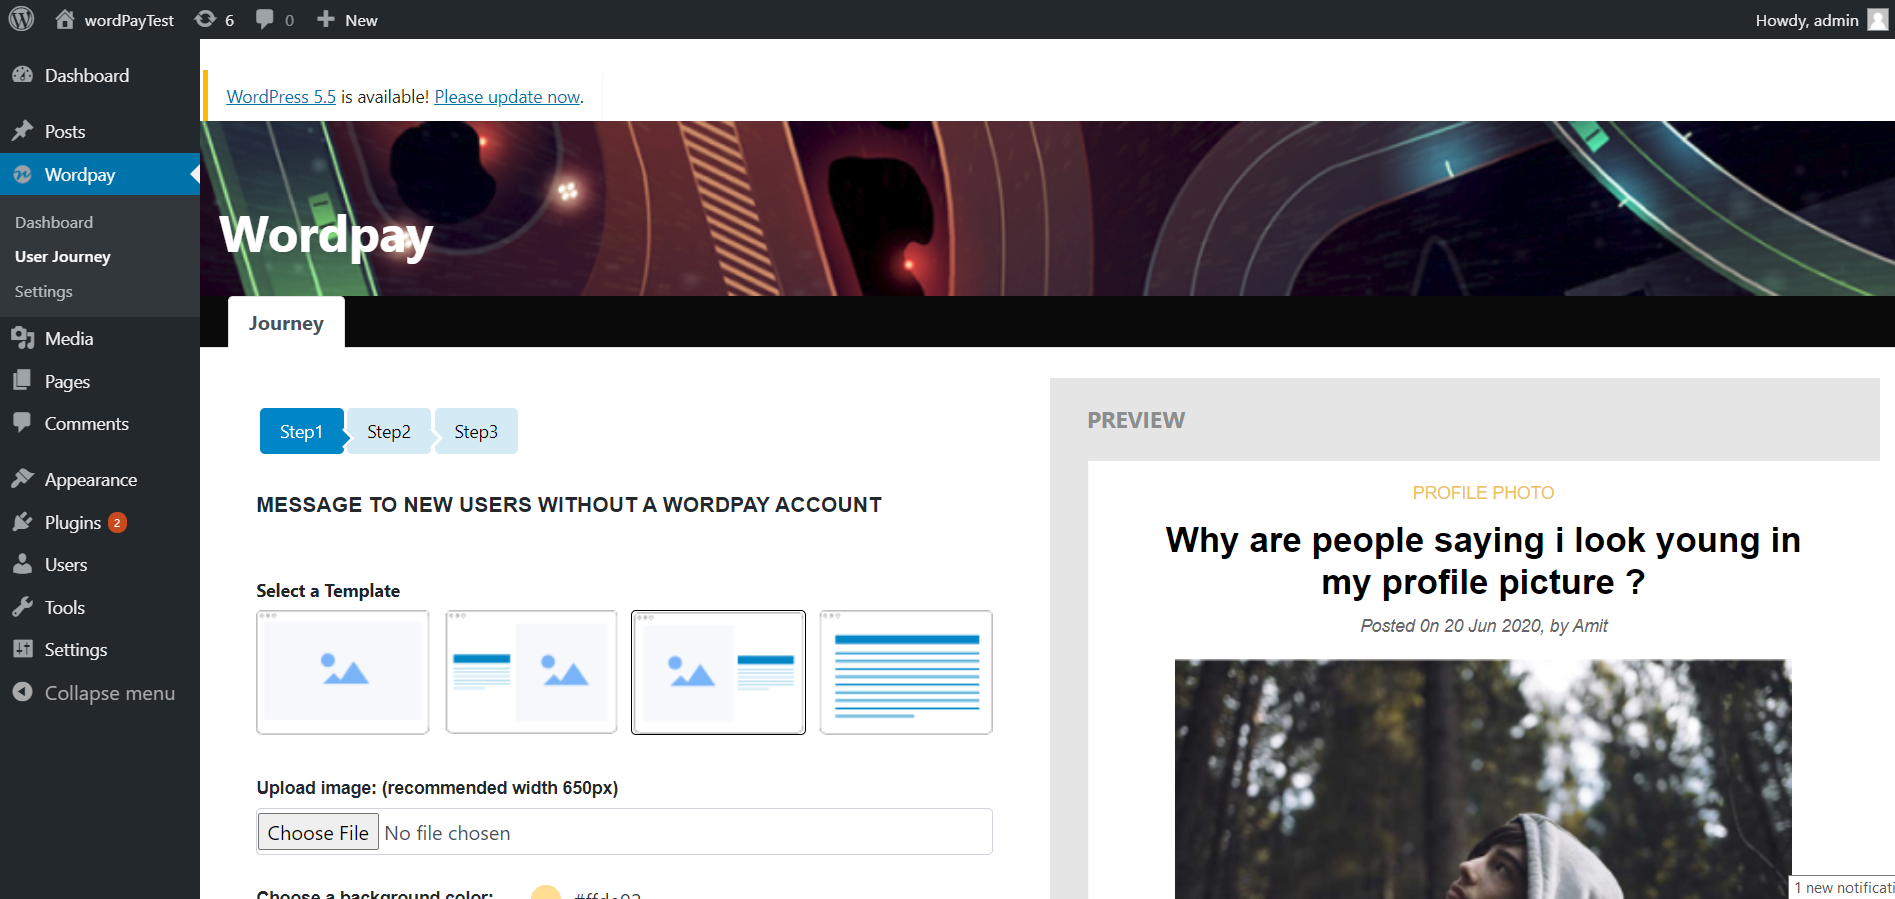 wordPayTest 6 0 New Howdy, admin
Dashboard
Posts
Wordpay
Dashboard
User Journey
Settings
Media
Pages
Comments
Appearance
Plugins 2
Users
Tools
Settings
Collapse menu
WordPress 5.5 is available! Please update now.
Wordpay
Journey
Step1 Step2 Step3
MESSAGE TO NEW USERS WITHOUT A WORDPAY ACCOUNT
Select a Template
Upload image: (recommended width 650px)
Choose File No file chosen
Choose a background color:
PREVIEW
PROFILE PHOTO
Why are people saying i look young in
my profile picture ?
Posted 0n 20 Jun 2020, by Amit
1 new notificati